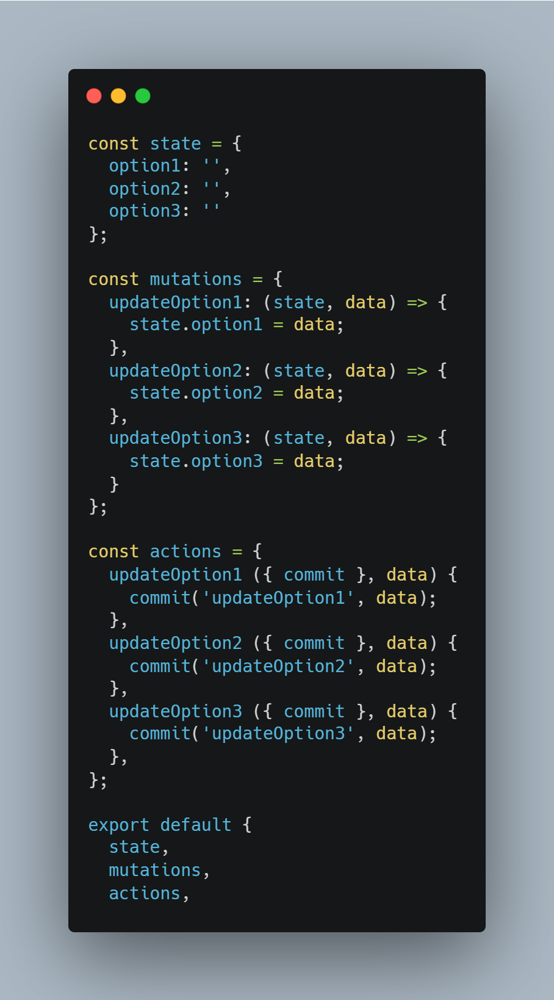 const state = {
  option1: '',
  option2: '',
  option3: ''
};

const mutations = {
  updateOption1: (state, data) => {
    state.option1 = data;
  },
  updateOption2: (state, data) => {
    state.option2 = data;
  },
  updateOption3: (state, data) => {
    state.option3 = data;
  }
};

const actions = {
  updateOption1 ({ commit }, data) {
    commit('updateOption1', data);
  },
  updateOption2 ({ commit }, data) {
    commit('updateOption2', data);
  },
  updateOption3 ({ commit }, data) {
    commit('updateOption3', data);
  },
};

export default {
  state,
  mutations,
  actions,